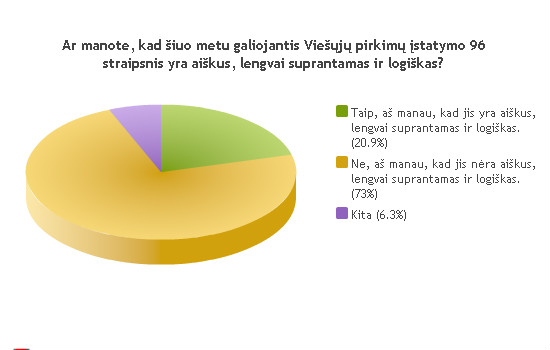 Ar manote, kad šiuo metu galiojantis Viešųjų pirkimų įstatymo 96
straipsnis yra aiškus, lengvai suprantamas ir logiškas?
Taip, aš manau, kad jis yra aiškus,
lengvai suprantamas ir logiškas.
(20.9%)
Ne, aš manau, kad jis nėra aiškus,
lengvai suprantamas ir logiškas.
(73%)
Kita (6.3%)